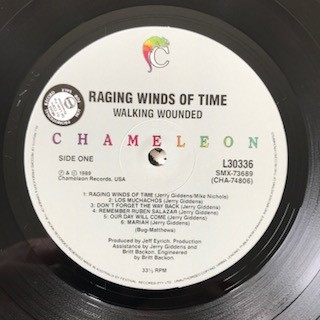 C
RAGING WINDS OF TIME
WALKING WOUNDED
CHAMELEON
SIDE ONE
L30336
SMX-73689
(CHA-74806)
℗ & © 1989
Chameleon Records, USA
1: RAGING WINDS OF TIME (Jerry Giddens/Mike Nichols)
2: LOS MUCHACHOS (Jerry Giddens)
3: DON'T FORGET THE WAY BACK (Jerry Giddens)
4: REMEMBER RUBEN SALAZAR (Jerry Giddens)
5: OUR DAY WILL COME (Jerry Giddens)
6: MARIAH (Jerry Giddens)
(Bug-Matthews)
Produced by Jeff Eyrich. Production
Assistance by Jerry Giddens and
Britt Backon. Engineered
by Britt Backon.
33⅓ RPM